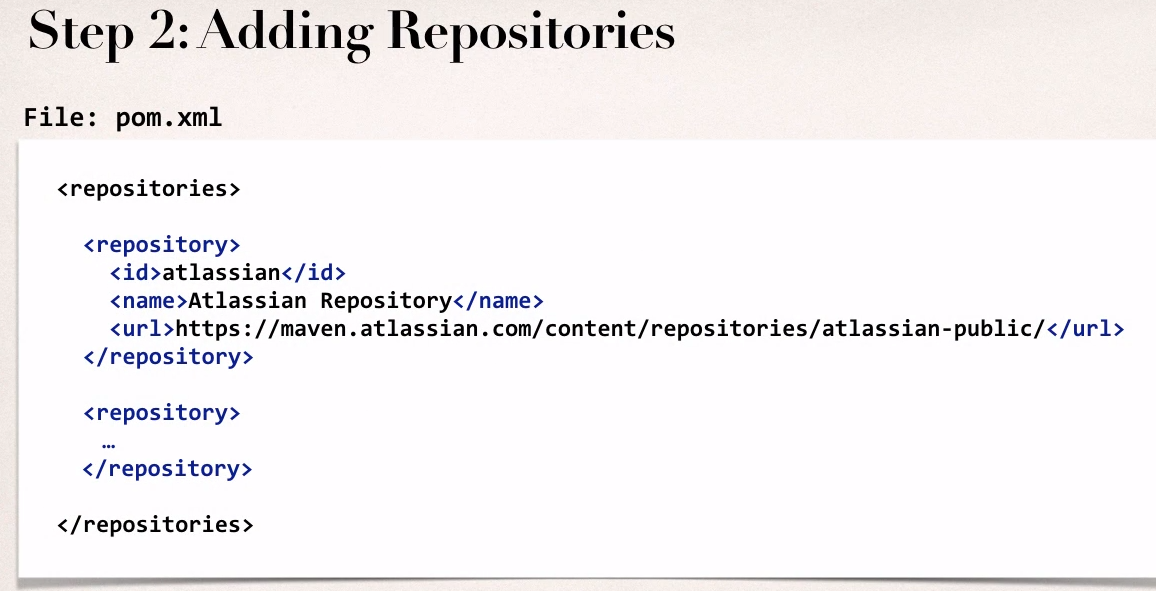 Step 2: Adding Repositories
File: pom.xml
<repositories>
<repository>
<id>atlassian</id>
<name>Atlassian Repository</name>
<url>https://maven.atlassian.com/content/repositories/atlassian-public/</url>
</repository>
<repository>
…
</repository>
</repositories>